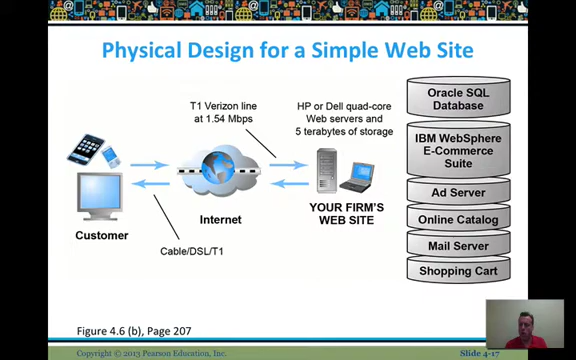 Physical Design for a Simple Web Site
T1 Verizon line
at 1.54 Mbps
HP or Dell quad-core
Web servers and
5 terabytes of storage
Oracle SQL
Database
IBM WebSphere
E-Commerce
Suite
Ad Server
Online Catalog
Mail Server
Shopping Cart
Customer
Internet
YOUR FIRM'S
WEB SITE
Cable/DSL/T1
Figure 4.6 (b), Page 207
Copyright © 2013 Pearson Education, Inc.
Slide 4-17